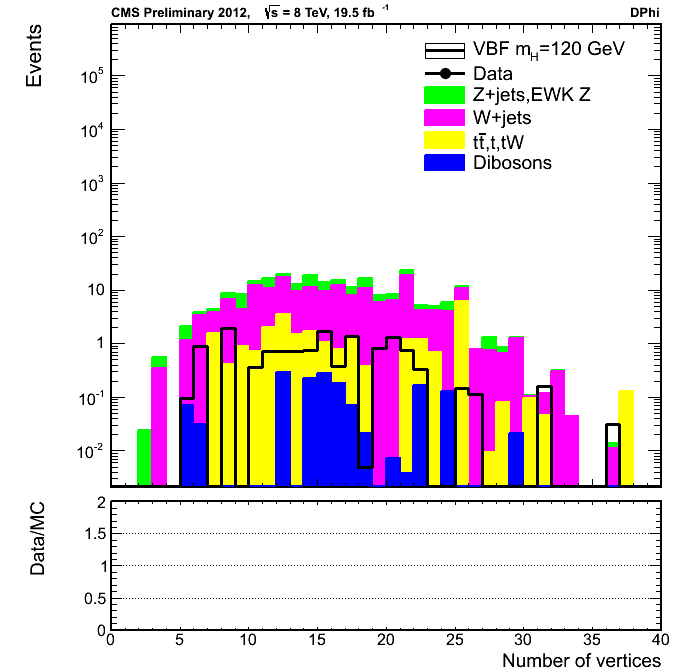 CMS Preliminary 2012, √s = 8 TeV, 19.5 fb⁻¹ DPhi
Events
VBF m_H=120 GeV
Data
Z+jets,EWK Z
W+jets
tt̄,t,tW
Dibosons
10⁵
10⁴
10³
10²
10
1
10⁻¹
10⁻²
Data/MC
2
1.5
1
0.5
0
0 5 10 15 20 25 30 35 40
Number of vertices